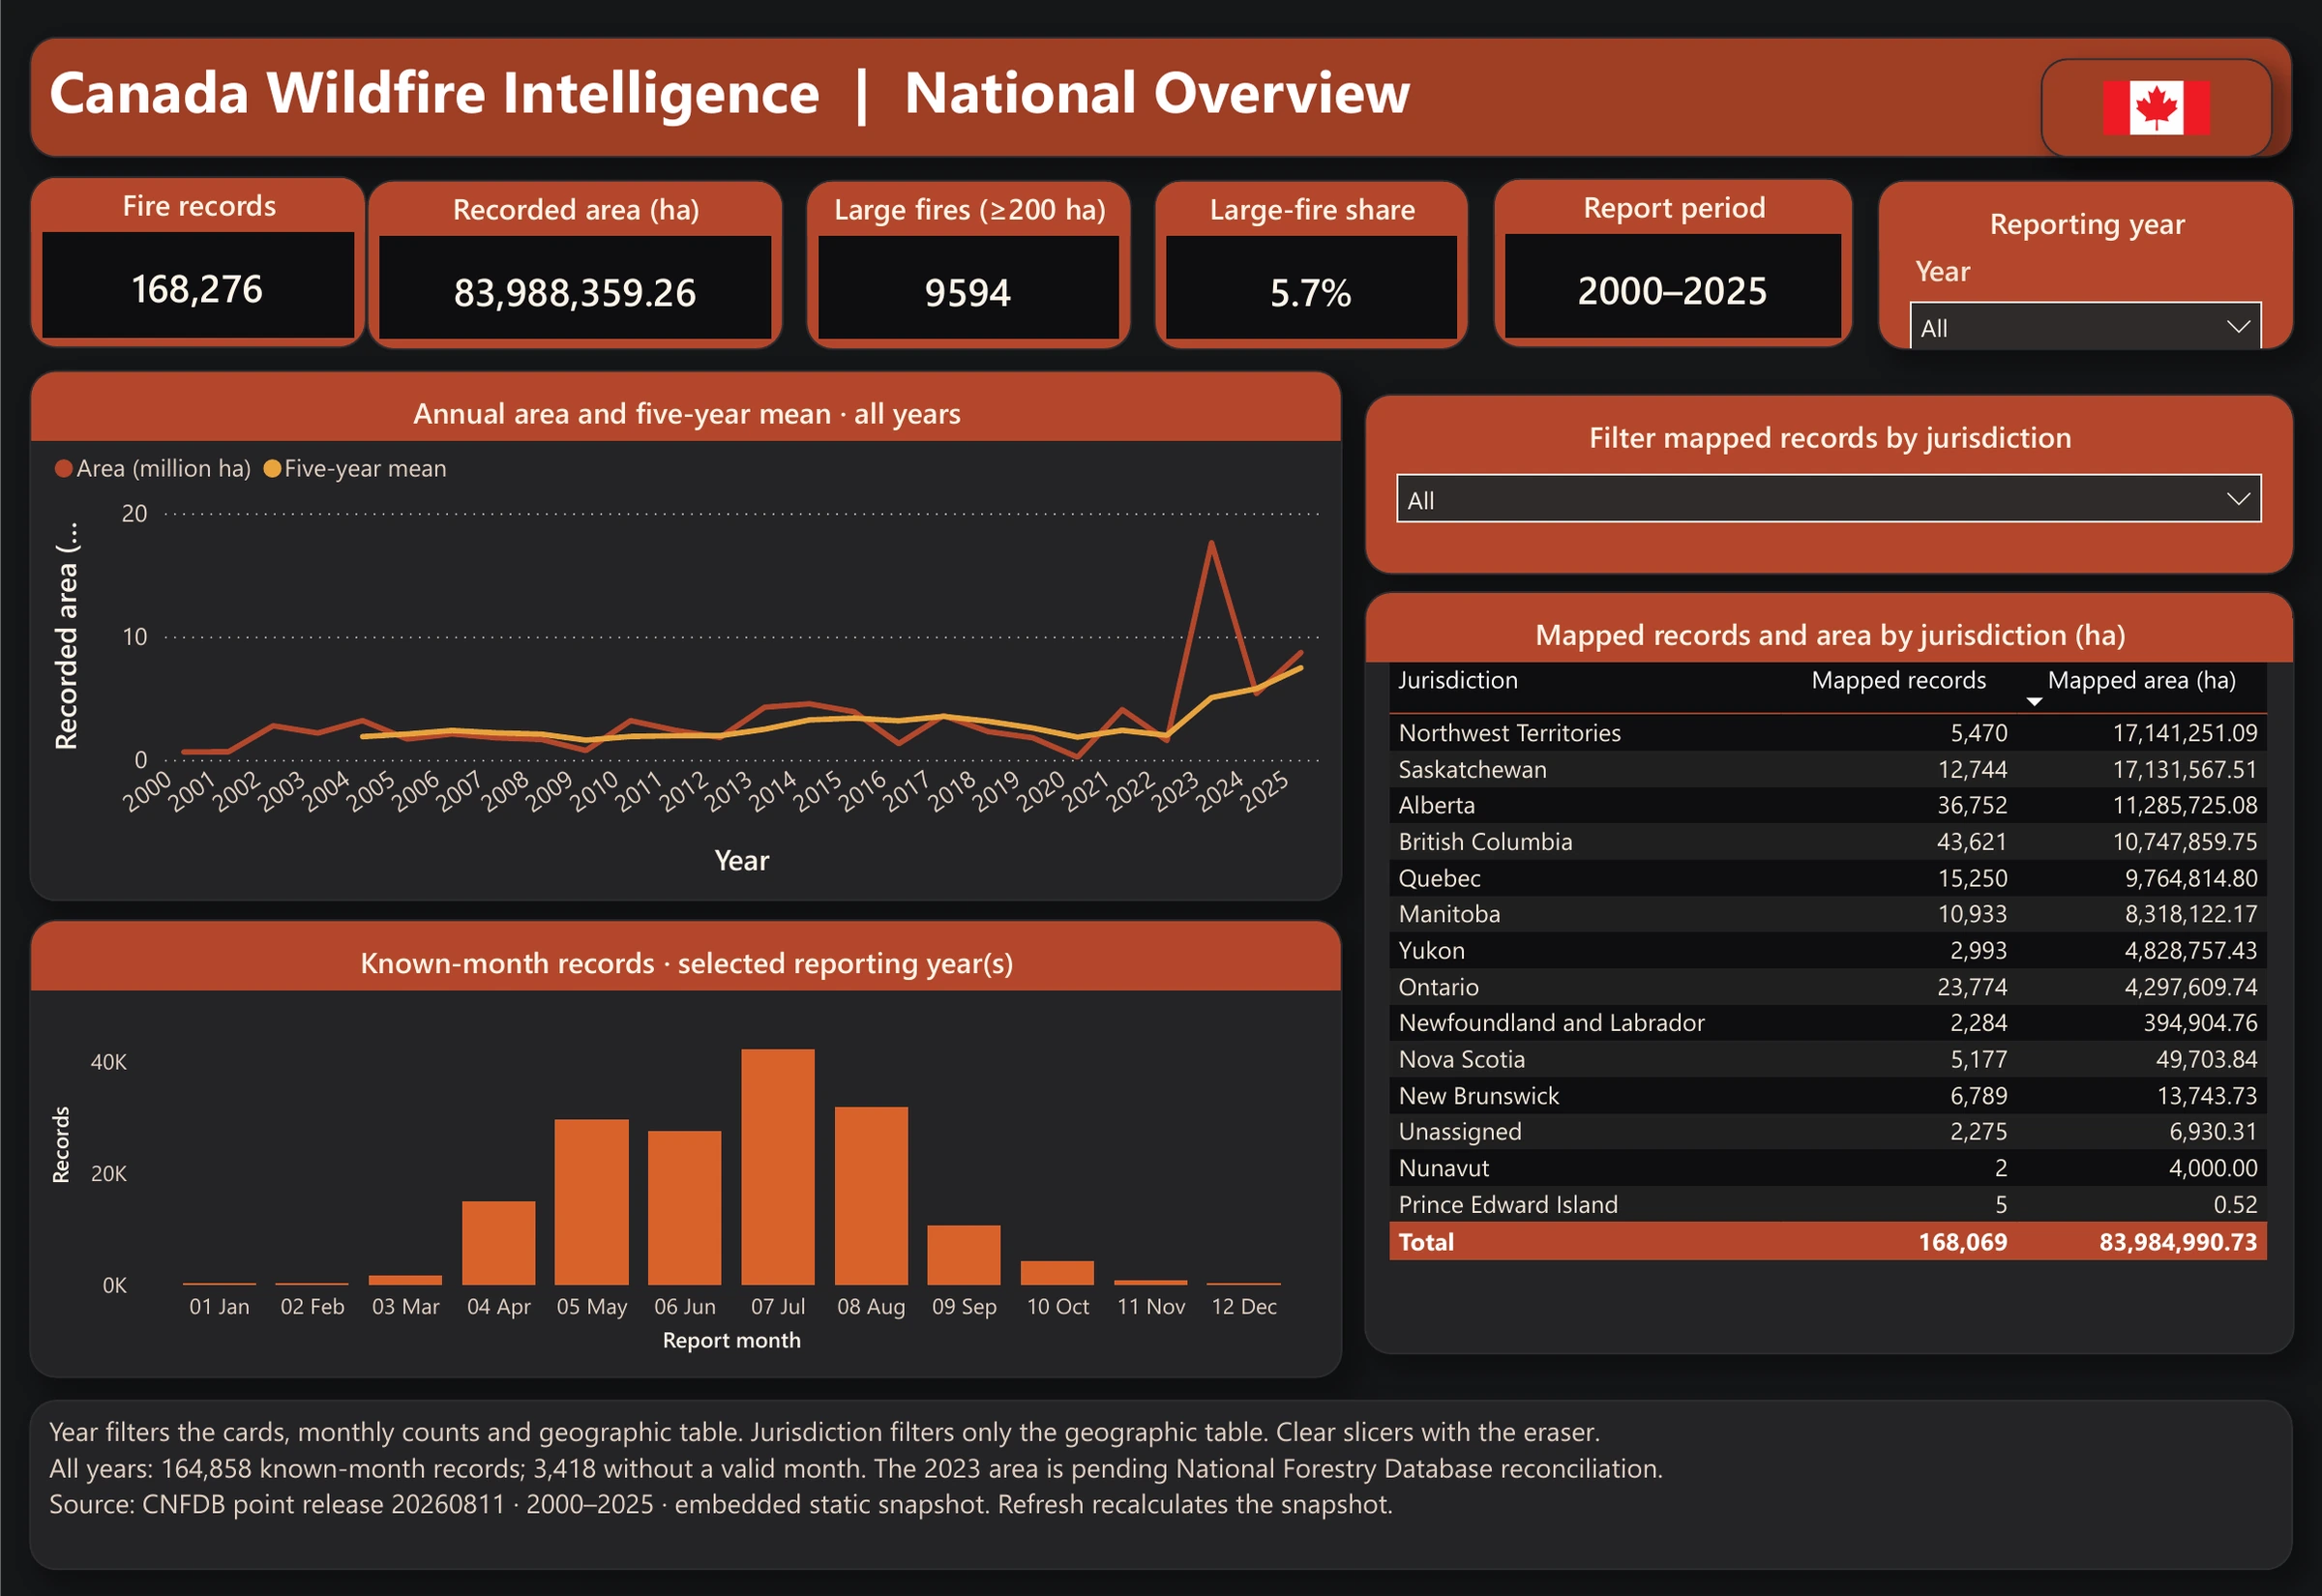 Canada Wildfire Intelligence | National Overview
Fire records
168,276
Recorded area (ha)
83,988,359.26
Large fires (≥200 ha)
9594
Large-fire share
5.7%
Report period
2000–2025
Reporting year
Year
All
Annual area and five-year mean · all years
Area (million ha) Five-year mean
Recorded area (...
20
10
0
2000 2001 2002 2003 2004 2005 2006 2007 2008 2009 2010 2011 2012 2013 2014 2015 2016 2017 2018 2019 2020 2021 2022 2023 2024 2025
Year
Filter mapped records by jurisdiction
All
Mapped records and area by jurisdiction (ha)
Jurisdiction Mapped records Mapped area (ha)
Northwest Territories 5,470 17,141,251.09
Saskatchewan 12,744 17,131,567.51
Alberta 36,752 11,285,725.08
British Columbia 43,621 10,747,859.75
Quebec 15,250 9,764,814.80
Manitoba 10,933 8,318,122.17
Yukon 2,993 4,828,757.43
Ontario 23,774 4,297,609.74
Newfoundland and Labrador 2,284 394,904.76
Nova Scotia 5,177 49,703.84
New Brunswick 6,789 13,743.73
Unassigned 2,275 6,930.31
Nunavut 2 4,000.00
Prince Edward Island 5 0.52
Total 168,069 83,984,990.73
Known-month records · selected reporting year(s)
Records
40K
20K
0K
01 Jan 02 Feb 03 Mar 04 Apr 05 May 06 Jun 07 Jul 08 Aug 09 Sep 10 Oct 11 Nov 12 Dec
Report month
Year filters the cards, monthly counts and geographic table. Jurisdiction filters only the geographic table. Clear slicers with the eraser.
All years: 164,858 known-month records; 3,418 without a valid month. The 2023 area is pending National Forestry Database reconciliation.
Source: CNFDB point release 20260811 · 2000–2025 · embedded static snapshot. Refresh recalculates the snapshot.